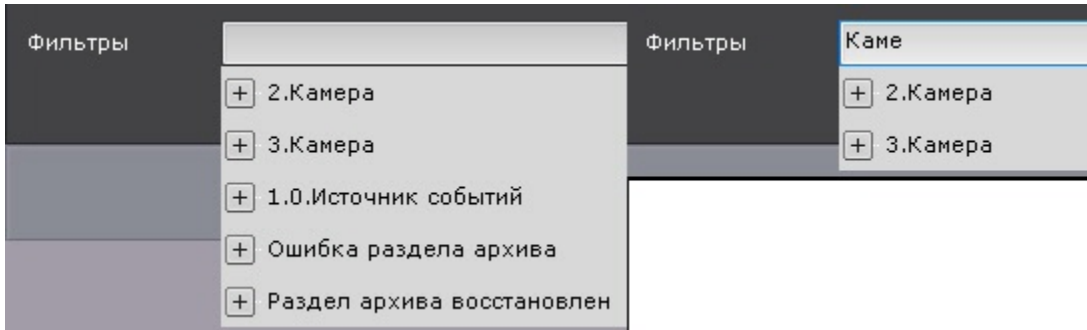 Фильтры
+ 2.Камера
+ 3.Камера
+ 1.0.Источник событий
+ Ошибка раздела архива
+ Раздел архива восстановлен
Фильтры Каме
+ 2.Камера
+ 3.Камера